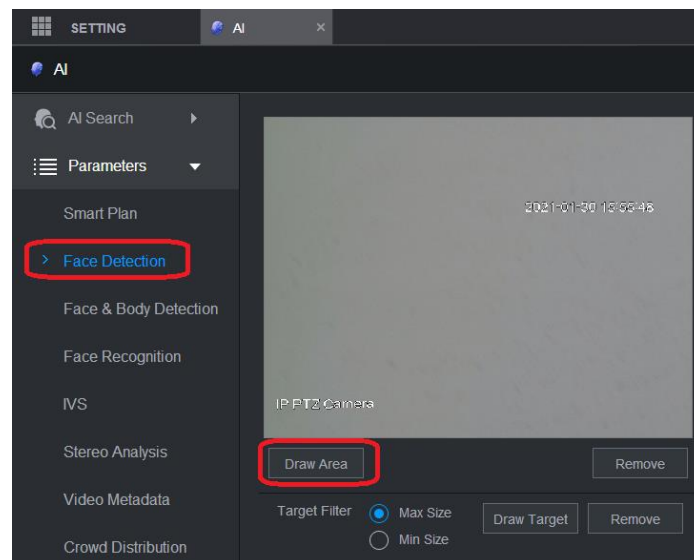 SETTING
AI
AI
AI Search
Parameters
Smart Plan
Face Detection
Face & Body Detection
Face Recognition
IVS
Stereo Analysis
Video Metadata
Crowd Distribution
2021-01-30 15:55:48
IP PTZ Camera
Draw Area
Remove
Target Filter
Max Size
Draw Target
Remove
Min Size